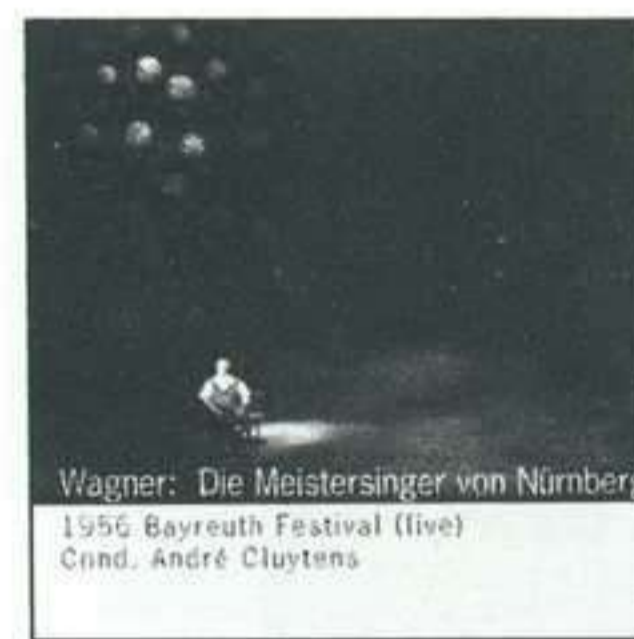 Wagner: Die Meistersinger von Nürnberg
1956 Bayreuth Festival (live)
Cond. André Cluytens